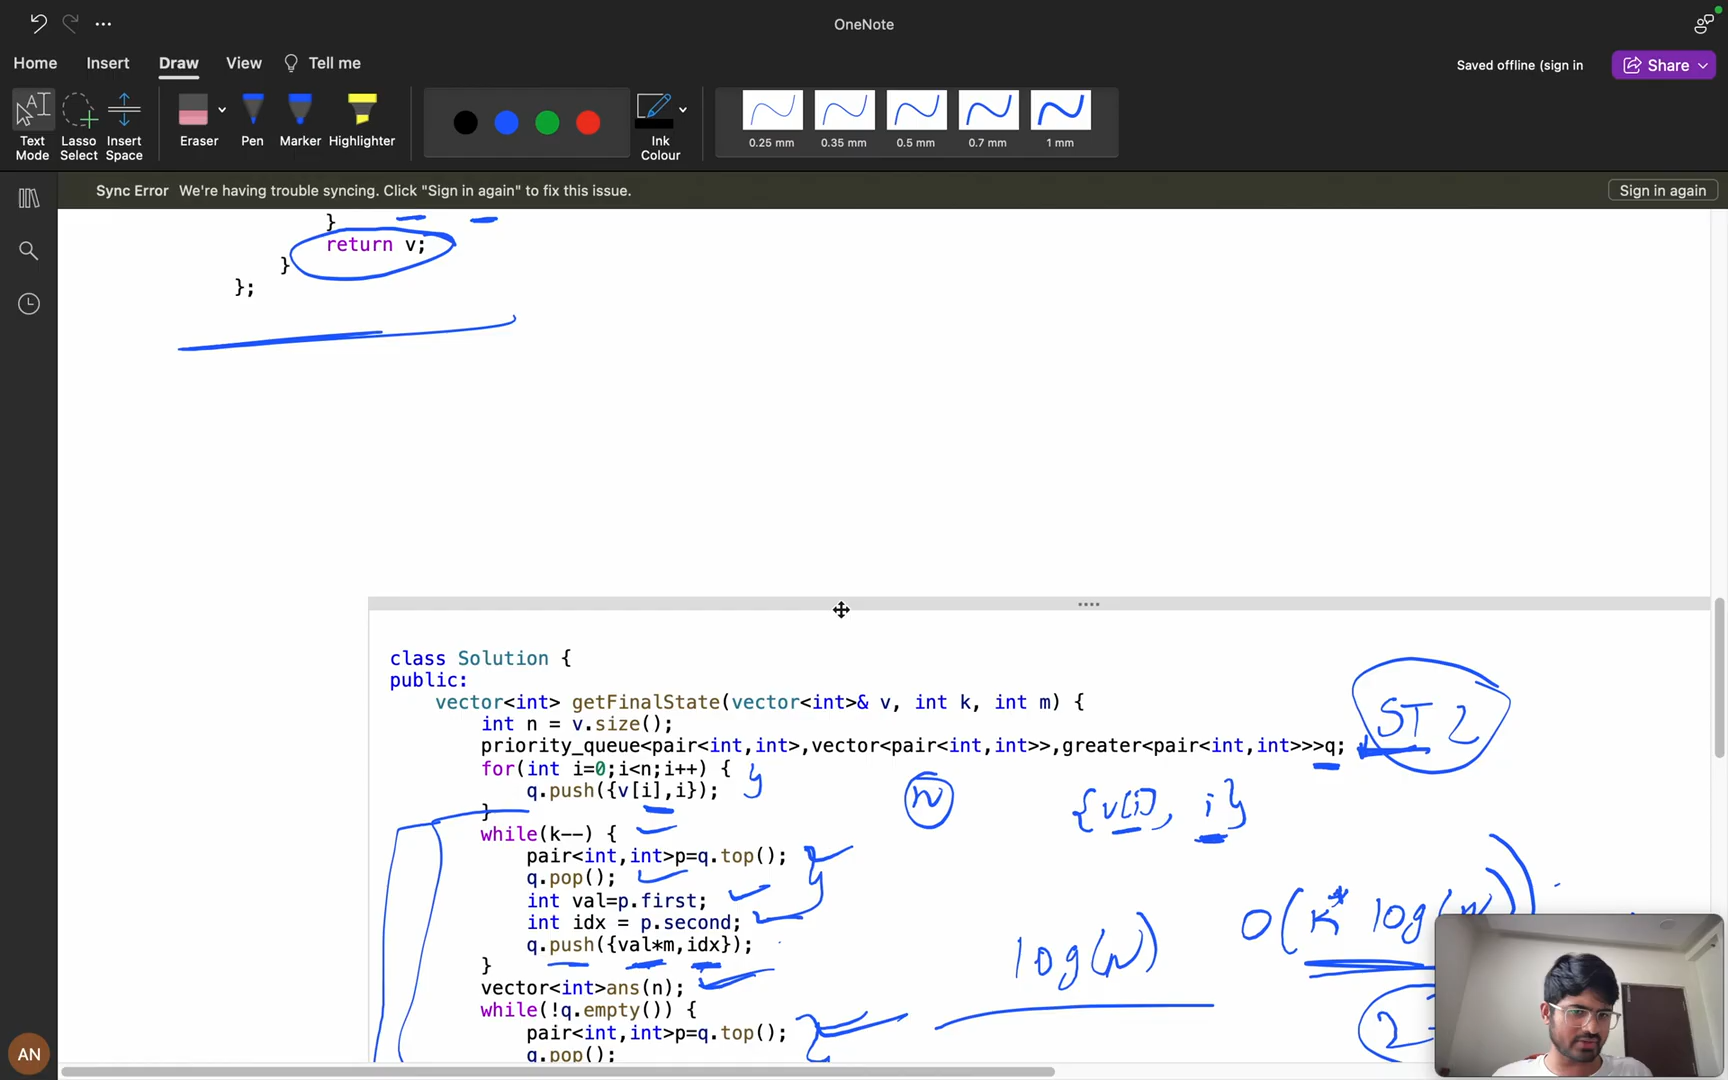 OneNote
Home Insert Draw View Tell me
Saved offline (sign in
Share
Text Mode
Lasso Select
Insert Space
Eraser
Pen
Marker
Highlighter
Ink Colour
0.25 mm
0.35 mm
0.5 mm
0.7 mm
1 mm
Sync Error We're having trouble syncing. Click "Sign in again" to fix this issue.
Sign in again
}
return v;
}
};
class Solution {
public:
vector<int> getFinalState(vector<int>& v, int k, int m) {
ST 2
int n = v.size();
priority_queue<pair<int,int>,vector<pair<int,int>>,greater<pair<int,int>>>q;
for(int i=0;i<n;i++) {
q.push({v[i],i});
n
{v[i], i}
}
while(k--) {
pair<int,int>p=q.top();
q.pop();
int val=p.first;
int idx = p.second;
O(K* log(n))
q.push({val*m,idx});
log(n)
}
vector<int>ans(n);
while(!q.empty()) {
pair<int,int>p=q.top();
2
q.pop();
AN